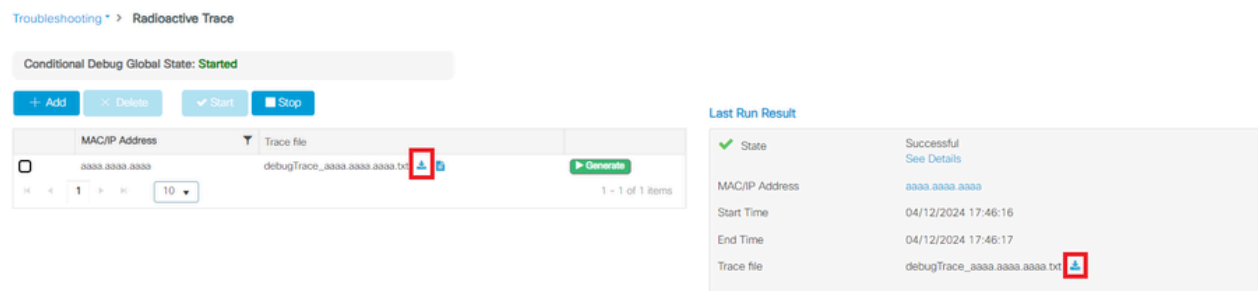 Troubleshooting * > Radioactive Trace
Conditional Debug Global State: Started
+ Add
× Delete
✔ Start
Stop
MAC/IP Address
Trace file
aaaa.aaaa.aaaa
debugTrace_aaaa.aaaa.aaaa.txt
Generate
1
10
1 - 1 of 1 items
Last Run Result
State
Successful
See Details
MAC/IP Address
aaaa.aaaa.aaaa
Start Time
04/12/2024 17:46:16
End Time
04/12/2024 17:46:17
Trace file
debugTrace_aaaa.aaaa.aaaa.txt